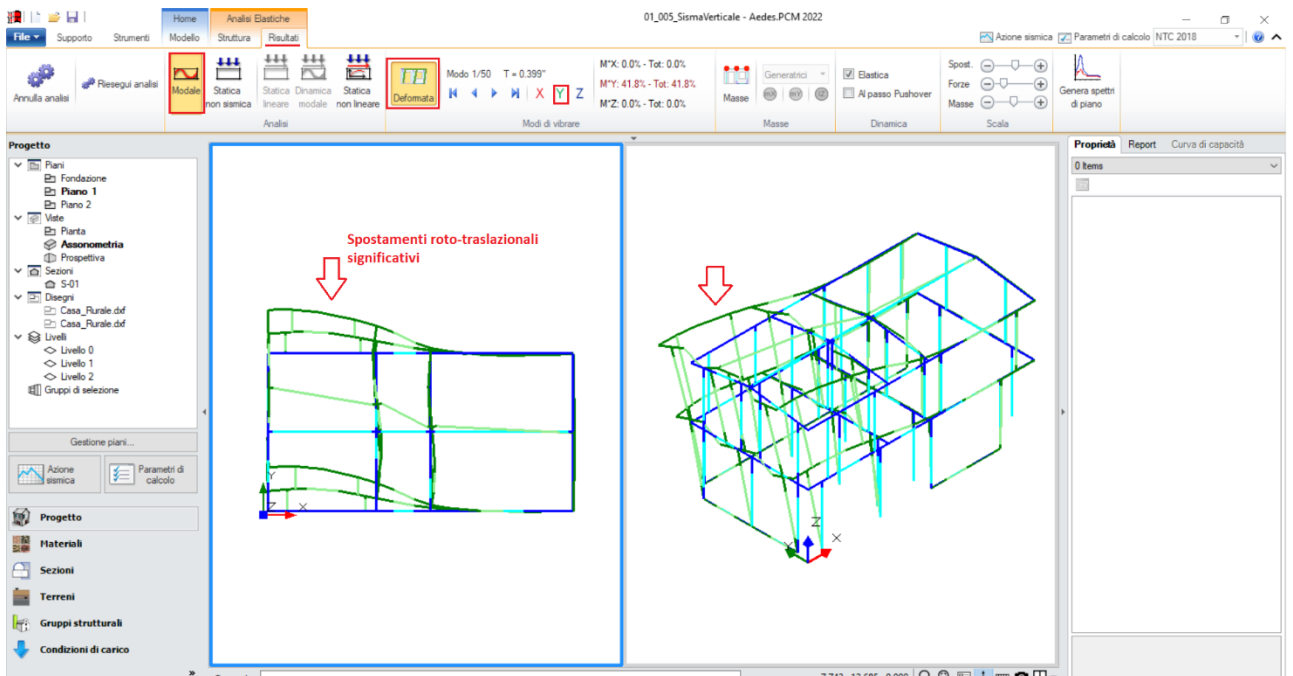 01_005_SismaVerticale - Aedes.PCM 2022
Home Analisi Elastiche
File Supporto Strumenti Modello Struttura Risultati
Azione sismica Parametri di calcolo NTC 2018
Annulla analisi
Riesegui analisi
Modale
Statica non sismica
Statica lineare
Dinamica modale
Statica non lineare
Analisi
Deformata
Modo 1/50 T = 0.399"
X Y Z
M*X: 0.0% - Tot: 0.0%
M*Y: 41.8% - Tot: 41.8%
M*Z: 0.0% - Tot: 0.0%
Modi di vibrare
Masse
Generatrici
Masse
Elastica
Al passo Pushover
Dinamica
Spost.
Forze
Masse
Scala
Genera spettri
di piano
Progetto
Piani
Fondazione
Piano 1
Piano 2
Viste
Pianta
Assonometria
Prospettiva
Sezioni
S-01
Disegni
Casa_Rurale.dxf
Casa_Rurale.dxf
Livelli
Livello 0
Livello 1
Livello 2
Gruppi di selezione
Gestione piani...
Azione sismica
Parametri di calcolo
Progetto
Materiali
Sezioni
Terreni
Gruppi strutturali
Condizioni di carico
Spostamenti roto-traslazionali
significativi
Y
Z X
Z
X
Proprietà Report Curva di capacità
0 Items